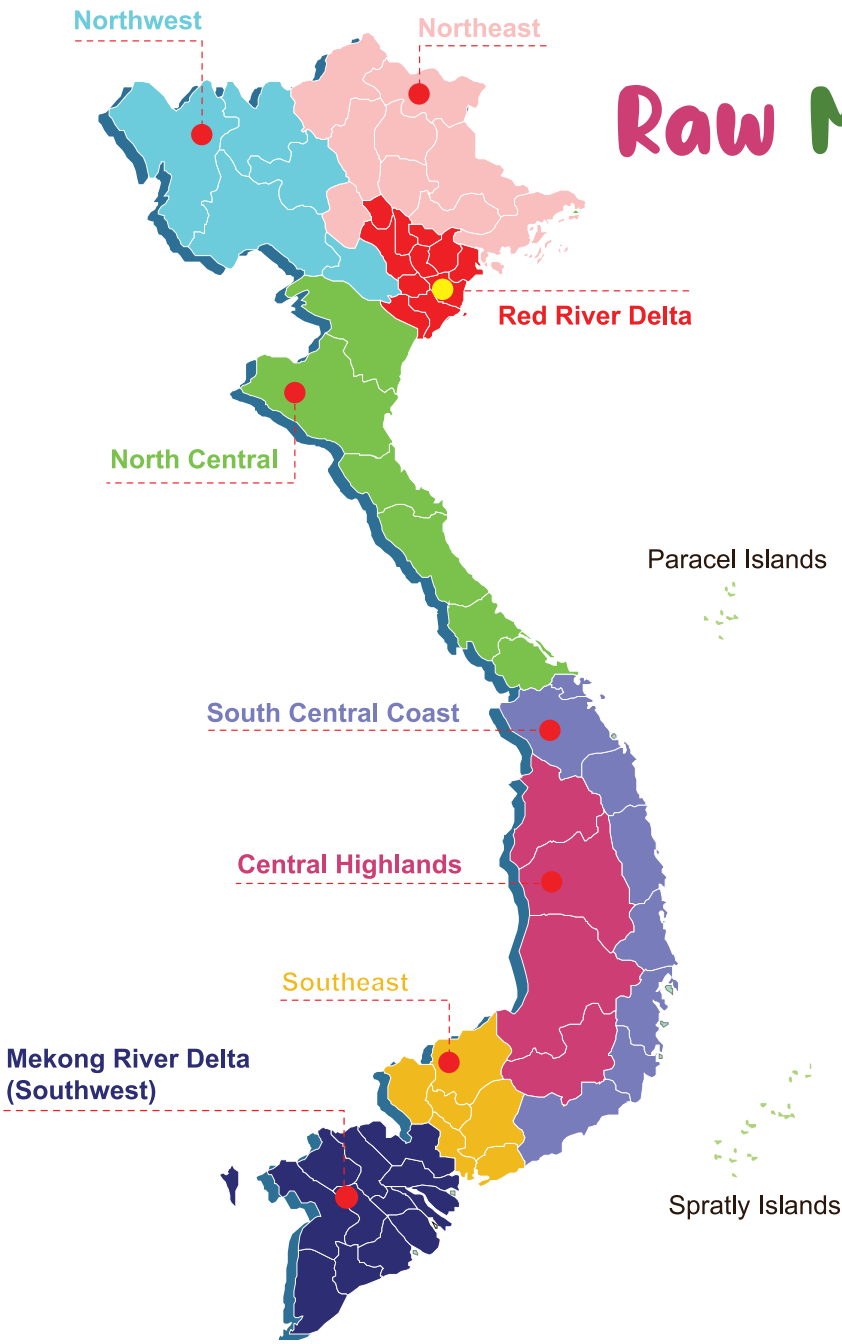 Northwest
Northeast
Raw
Red River Delta
North Central
Paracel Islands
South Central Coast
Central Highlands
Southeast
Mekong River Delta
(Southwest)
Spratly Islands